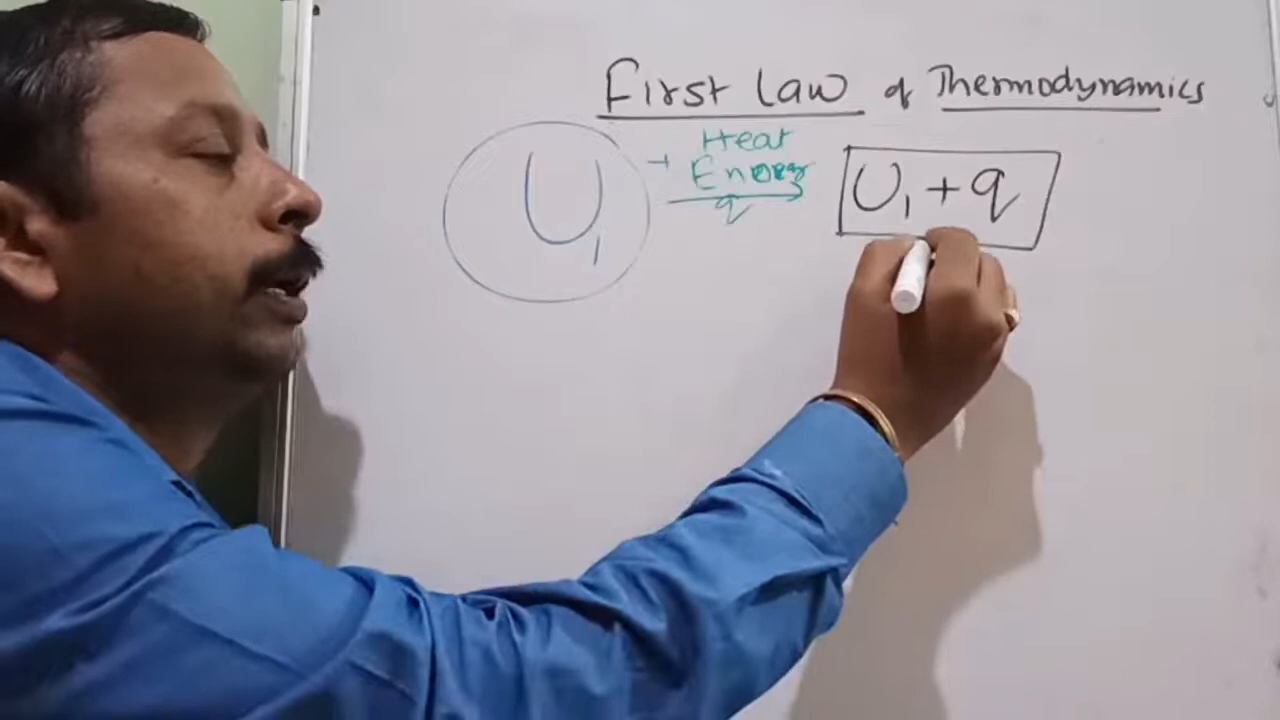 First Law of Thermodynamics
U1
+ Heat
Energy
q
U1 + q